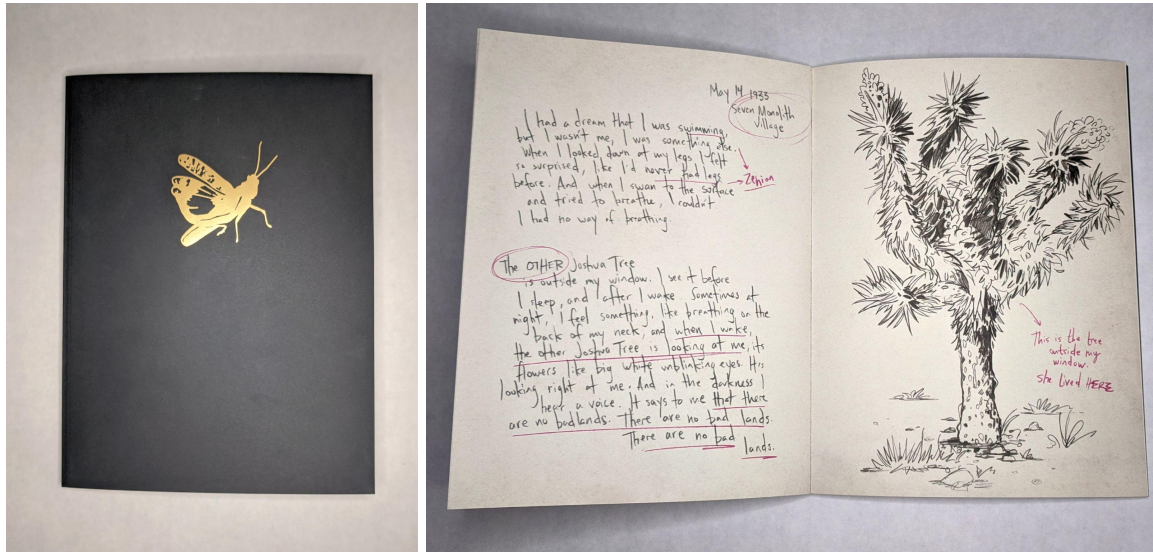 May 14 1933
Seven Monolith
Village
I had a dream that I was swimming,
but I wasn't me, I was something else.
When I looked down at my legs I felt
so surprised, like I'd never had legs
before. And when I swam to the surface
and tried to breathe, I couldn't
I had no way of breathing.
Zenion
The OTHER Joshua Tree
is outside my window. I see it before
I sleep, and after I wake. Sometimes at
night, I feel something, like breathing on the
back of my neck, and when I wake,
the other Joshua Tree is looking at me, its
flowers like big white unblinking eyes. It is
looking right at me. And in the darkness I
hear a voice. It says to me that there
are no badlands. There are no bad lands.
There are no bad
lands.
This is the tree
outside my
window.
She lived HERE